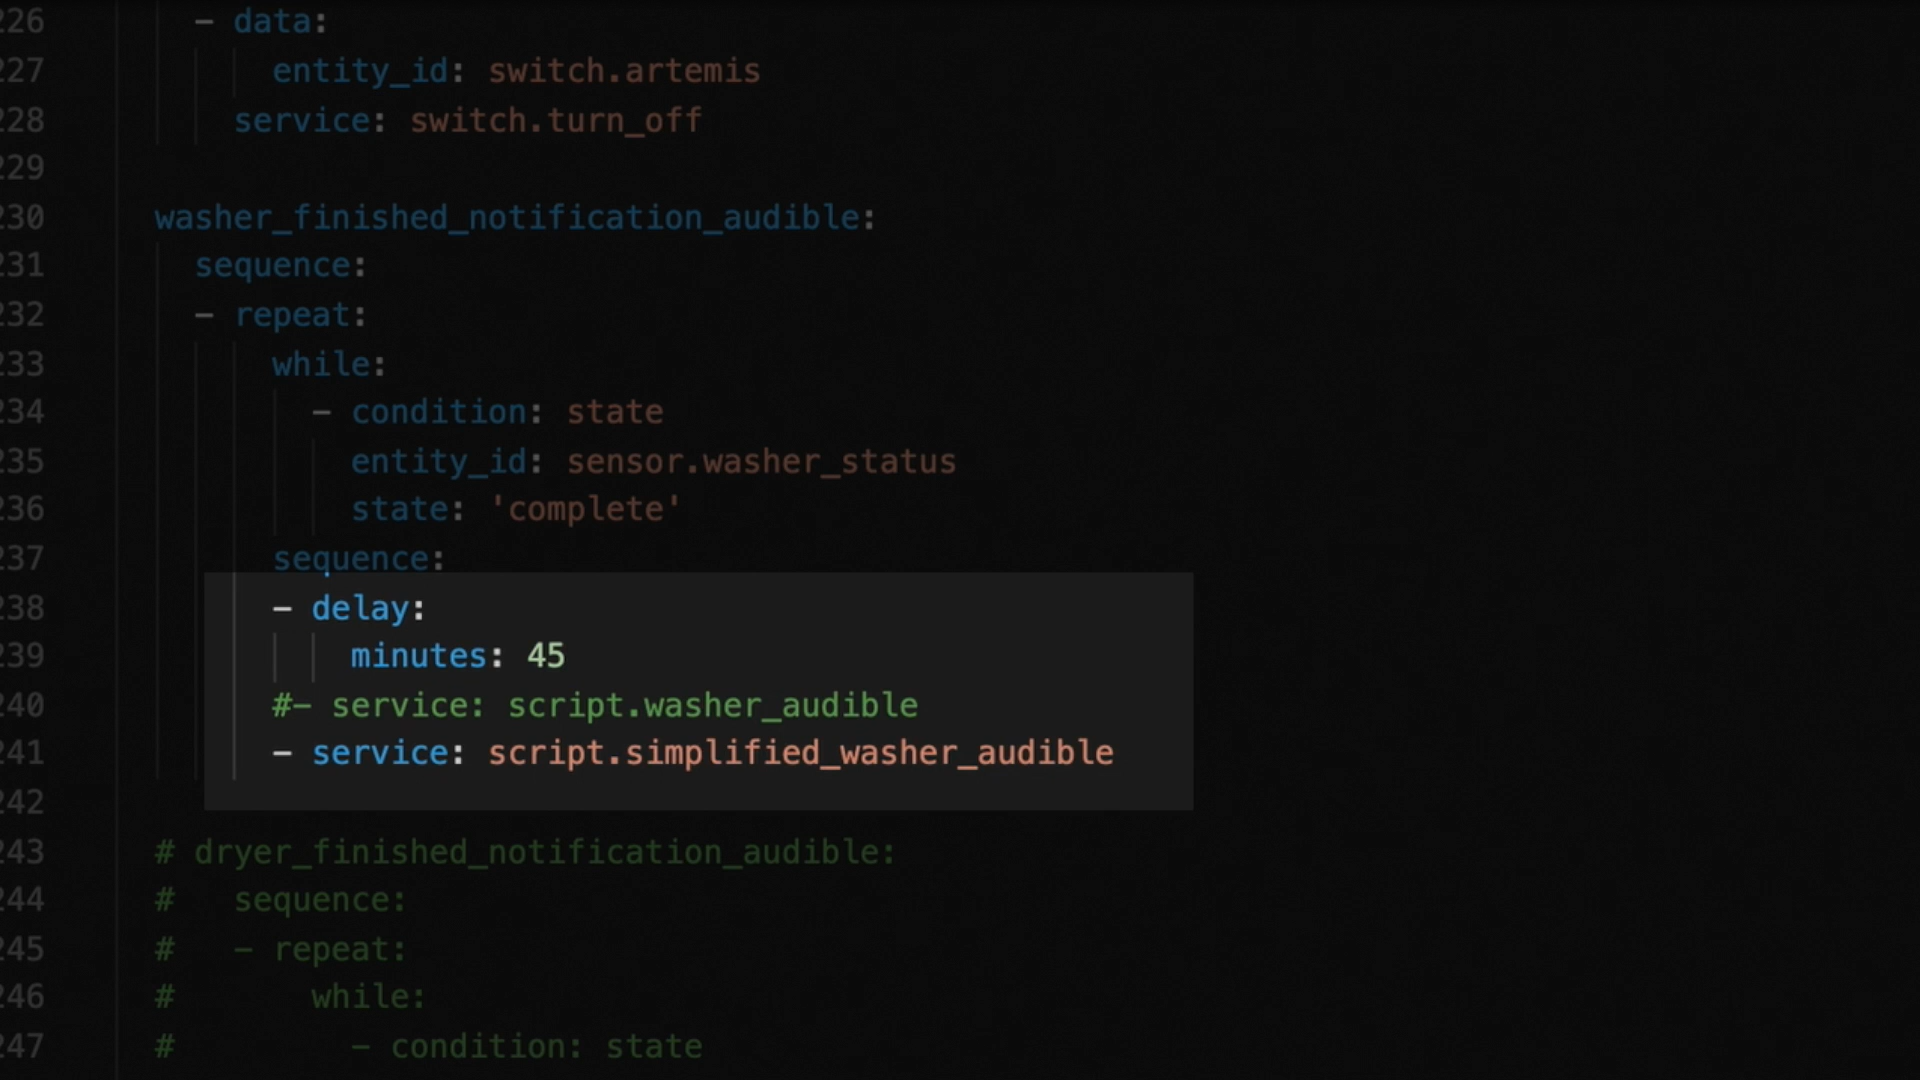 226 - data:
227 entity_id: switch.artemis
228 service: switch.turn_off
229
230 washer_finished_notification_audible:
231 sequence:
232 - repeat:
233 while:
234 - condition: state
235 entity_id: sensor.washer_status
236 state: 'complete'
237 sequence:
238 - delay:
239 minutes: 45
240 #- service: script.washer_audible
241 - service: script.simplified_washer_audible
242
243 # dryer_finished_notification_audible:
244 # sequence:
245 # - repeat:
246 # while:
247 # - condition: state